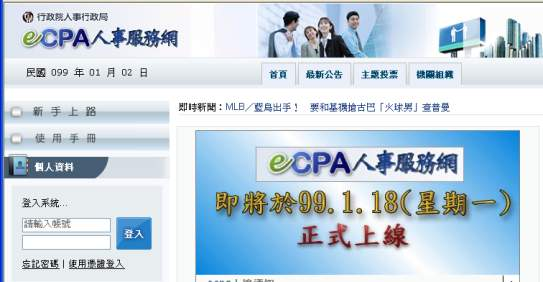 行政院人事行政局
eCPA人事服務網
民國 099 年 01 月 02 日
首頁 最新公告 主題投票 機關組織
新手上路
即時新聞：MLB／藍鳥出手！ 要和基襪搶古巴「火球男」查普曼
使用手冊
個人資料
eCPA人事服務網
即將於99.1.18(星期一)
正式上線
登入系統...
請輸入帳號
登入
忘記密碼 | 使用憑證登入